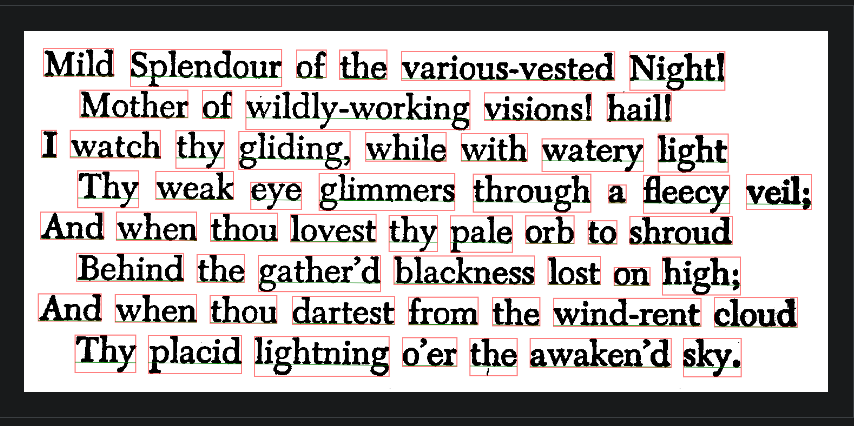 Mild Splendour of the various-vested Night!
Mother of wildly-working visions! hail!
I watch thy gliding, while with watery light
Thy weak eye glimmers through a fleecy veil;
And when thou lovest thy pale orb to shroud
Behind the gather'd blackness lost on high;
And when thou dartest from the wind-rent cloud
Thy placid lightning o'er the awaken'd sky.